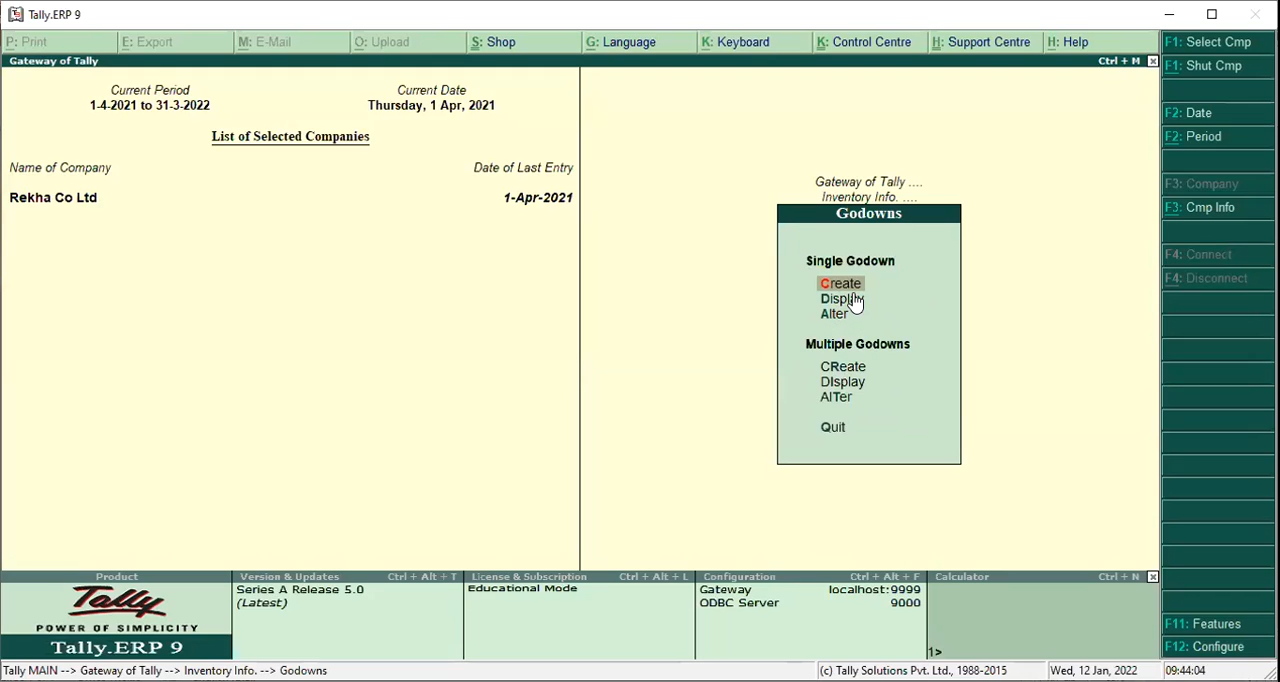 Tally.ERP 9
P: Print E: Export M: E-Mail O: Upload S: Shop G: Language K: Keyboard K: Control Centre H: Support Centre H: Help
Gateway of Tally Ctrl + M
Current Period Current Date
1-4-2021 to 31-3-2022 Thursday, 1 Apr, 2021
List of Selected Companies
Name of Company Date of Last Entry
Rekha Co Ltd 1-Apr-2021
Gateway of Tally ....
Inventory Info. ....
Godowns
Single Godown
Create
Display
Alter
Multiple Godowns
CReate
DIsplay
AlTer
Quit
F1: Select Cmp
F1: Shut Cmp
F2: Date
F2: Period
F3: Company
F3: Cmp Info
F4: Connect
F4: Disconnect
F11: Features
F12: Configure
Product
Tally
POWER OF SIMPLICITY
Tally.ERP 9
Version & Updates Ctrl + Alt + T
Series A Release 5.0
(Latest)
License & Subscription Ctrl + Alt + L
Educational Mode
Configuration Ctrl + Alt + F
Gateway localhost:9999
ODBC Server 9000
Calculator Ctrl + N
1>
Tally MAIN --> Gateway of Tally --> Inventory Info. --> Godowns (c) Tally Solutions Pvt. Ltd., 1988-2015 Wed, 12 Jan, 2022 09:44:04